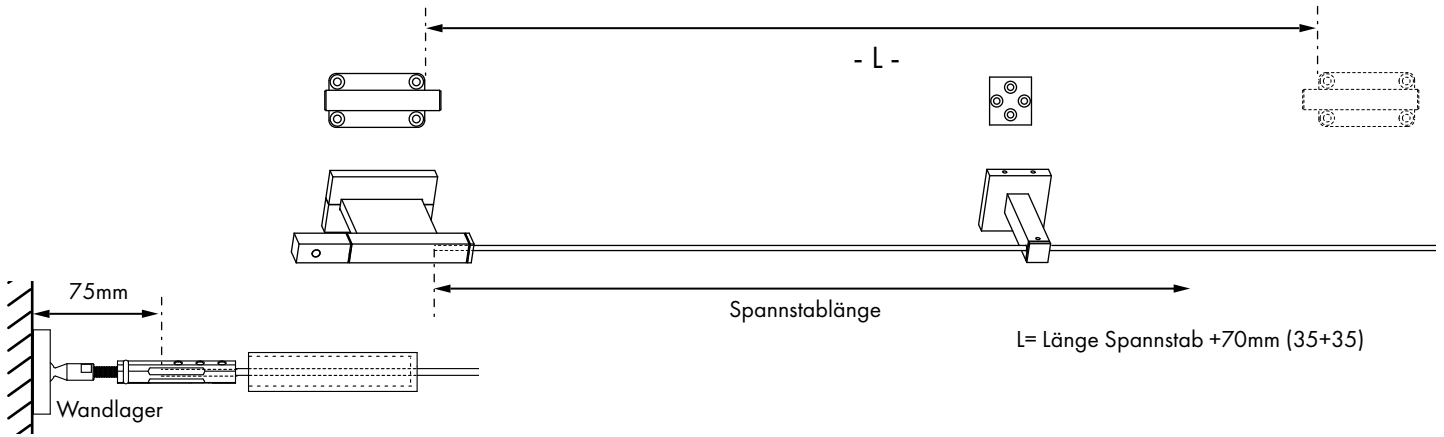 - L -
75mm
Spannstablänge
L= Länge Spannstab +70mm (35+35)
Wandlager